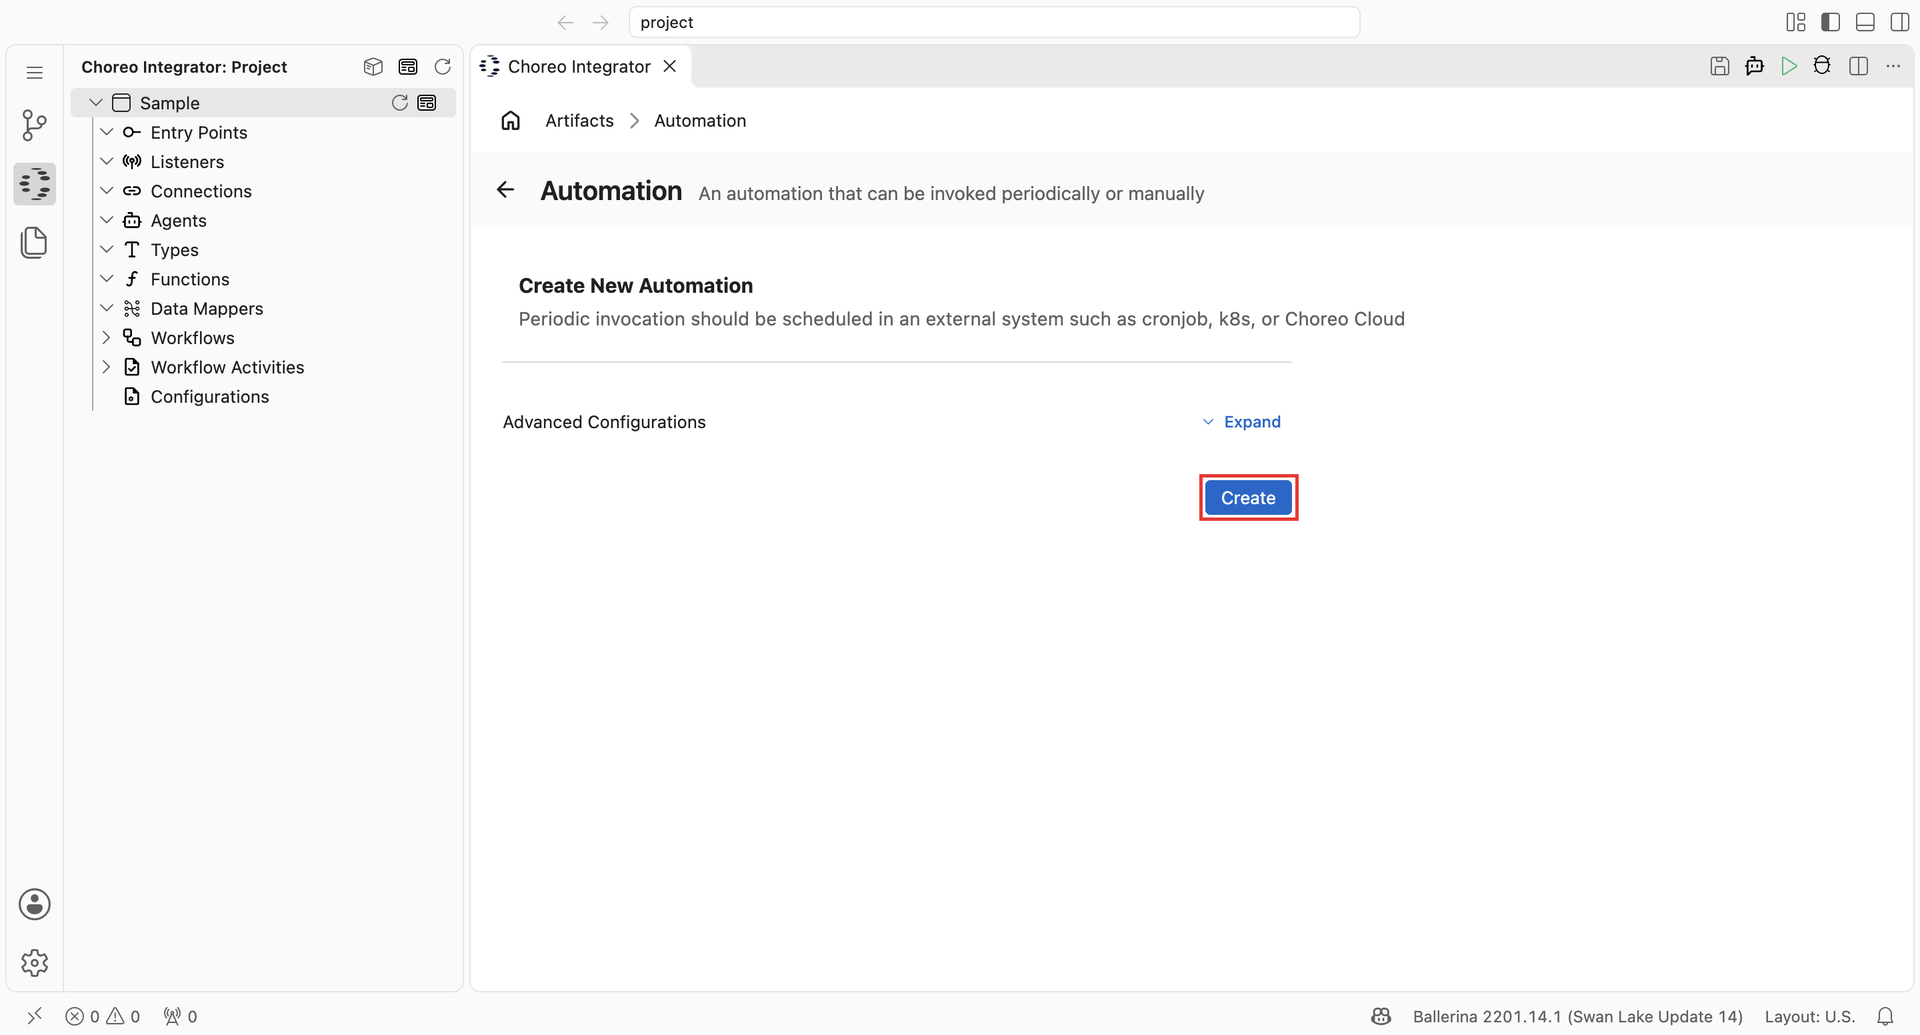 project
Choreo Integrator: Project
Sample
Entry Points
Listeners
Connections
Agents
Types
Functions
Data Mappers
Workflows
Workflow Activities
Configurations
Choreo Integrator
Artifacts
Automation
Automation
An automation that can be invoked periodically or manually
Create New Automation
Periodic invocation should be scheduled in an external system such as cronjob, k8s, or Choreo Cloud
Advanced Configurations
Expand
Create
0 0 0
Ballerina 2201.14.1 (Swan Lake Update 14)
Layout: U.S.